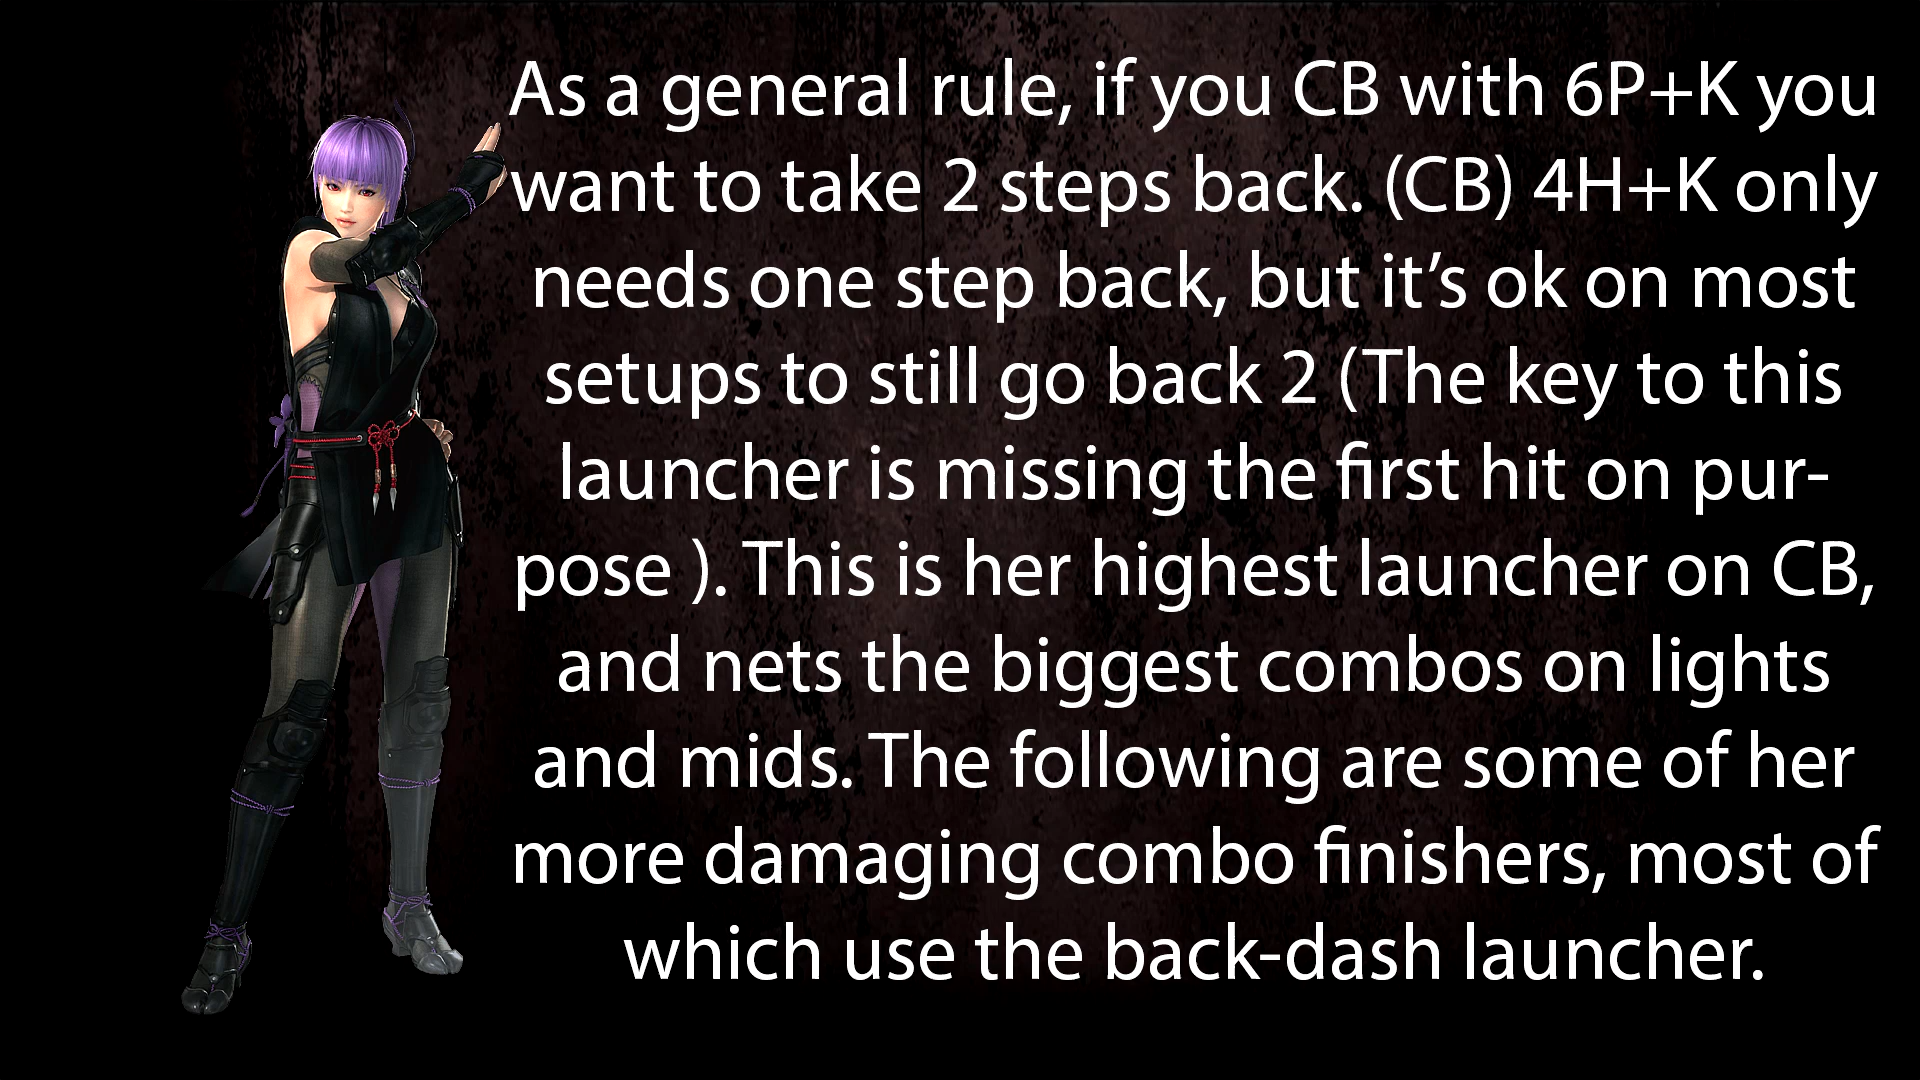 As a general rule, if you CB with 6P+K you
want to take 2 steps back. (CB) 4H+K only
needs one step back, but it’s ok on most
setups to still go back 2 (The key to this
launcher is missing the first hit on pur-
pose ). This is her highest launcher on CB,
and nets the biggest combos on lights
and mids. The following are some of her
more damaging combo finishers, most of
which use the back-dash launcher.